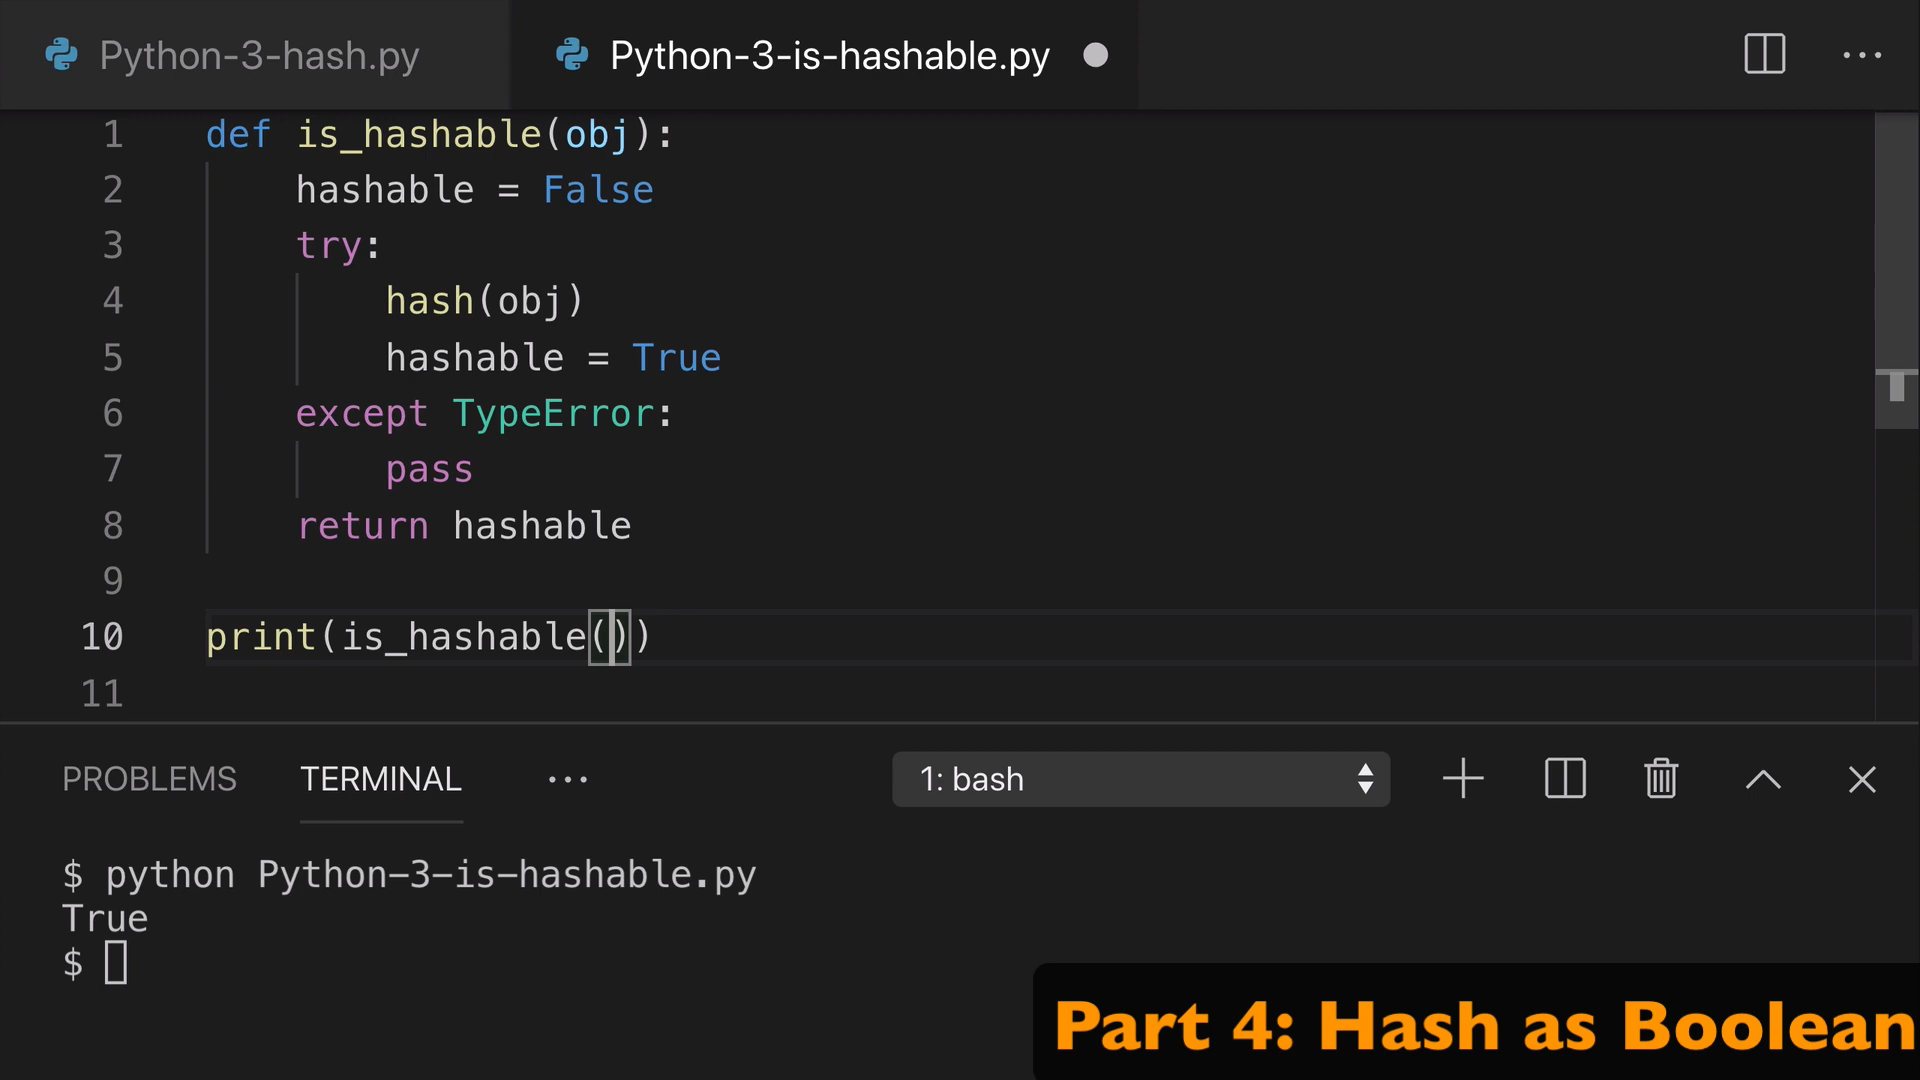 Python-3-hash.py Python-3-is-hashable.py
1 def is_hashable(obj):
2 hashable = False
3 try:
4 hash(obj)
5 hashable = True
6 except TypeError:
7 pass
8 return hashable
9
10 print(is_hashable())
11
PROBLEMS TERMINAL ... 1: bash
$ python Python-3-is-hashable.py
True
$
Part 4: Hash as Boolean